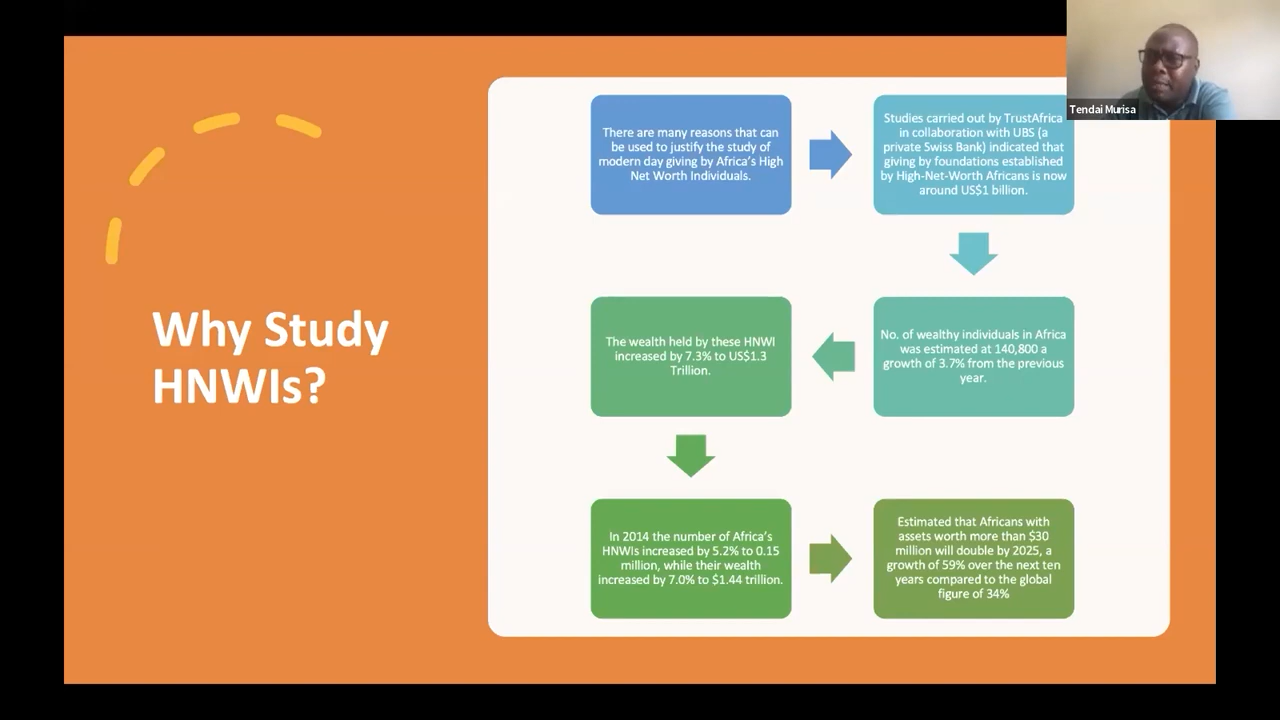 Tendai Murisa
Why Study
HNWIs?
There are many reasons that can
be used to justify the study of
modern day giving by Africa's High
Net Worth Individuals.
Studies carried out by TrustAfrica
in collaboration with UBS (a
private Swiss Bank) indicated that
giving by foundations established
by High-Net-Worth Africans is now
around US$1 billion.
No. of wealthy individuals in Africa
was estimated at 140,800 a
growth of 3.7% from the previous
year.
The wealth held by these HNWI
increased by 7.3% to US$1.3
Trillion.
In 2014 the number of Africa's
HNWIs increased by 5.2% to 0.15
million, while their wealth
increased by 7.0% to $1.44 trillion.
Estimated that Africans with
assets worth more than $30
million will double by 2025, a
growth of 59% over the next ten
years compared to the global
figure of 34%